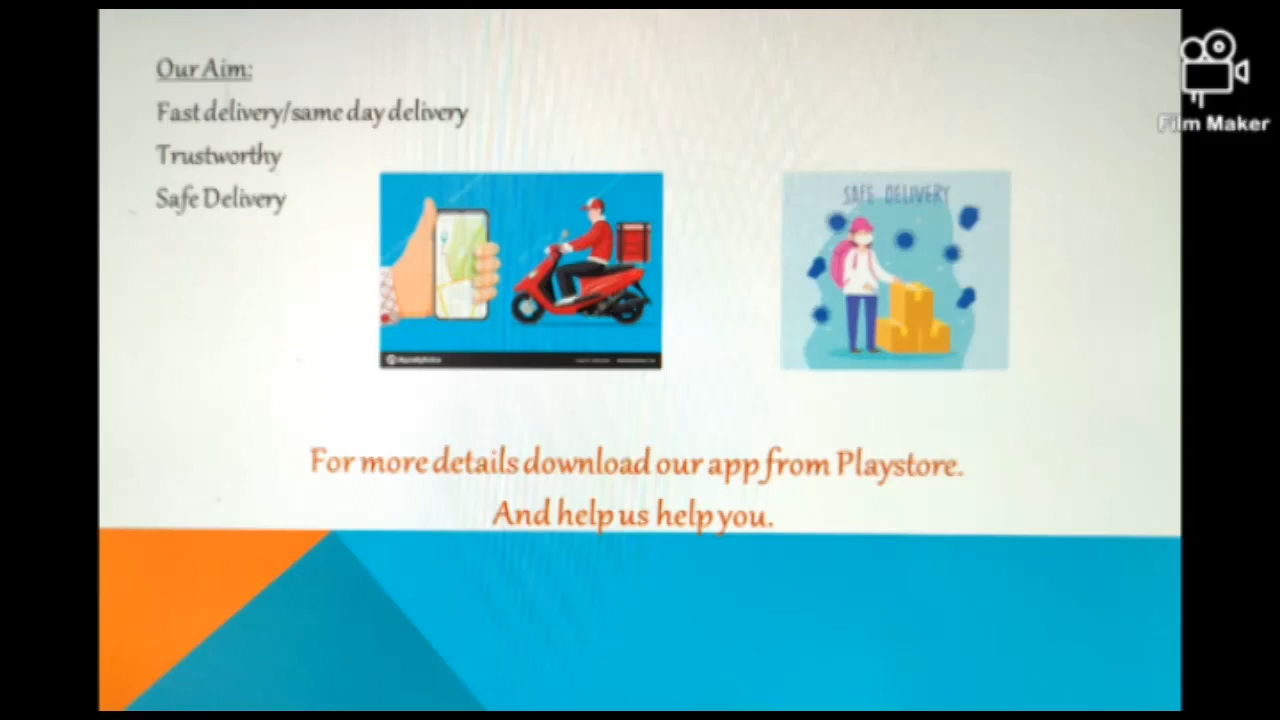 Our Aim:
Fast delivery/same day delivery
Trustworthy
Safe Delivery
SAFE DELIVERY
For more details download our app from Playstore.
And help us help you.
Film Maker